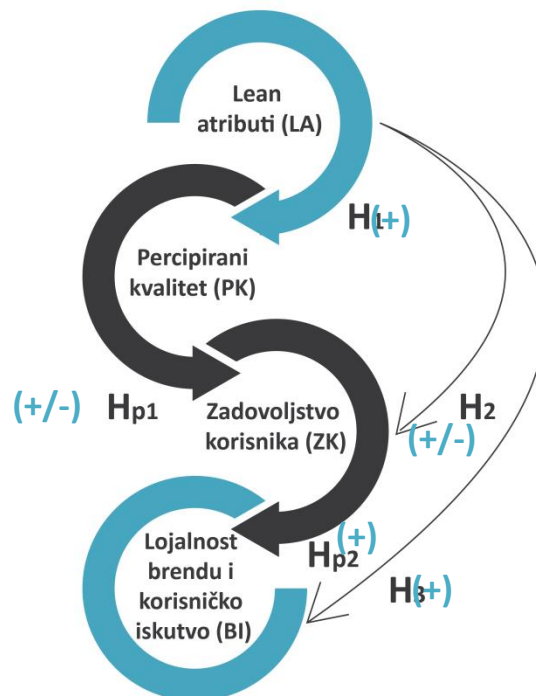 Lean
atributi (LA)
H1(+)
Percipirani
kvalitet (PK)
(+/-) Hp1
Zadovoljstvo
korisnika (ZK)
H2
(+/-)
Lojalnost
brendu i
korisničko
iskutvo (BI)
Hp2(+)
H3(+)